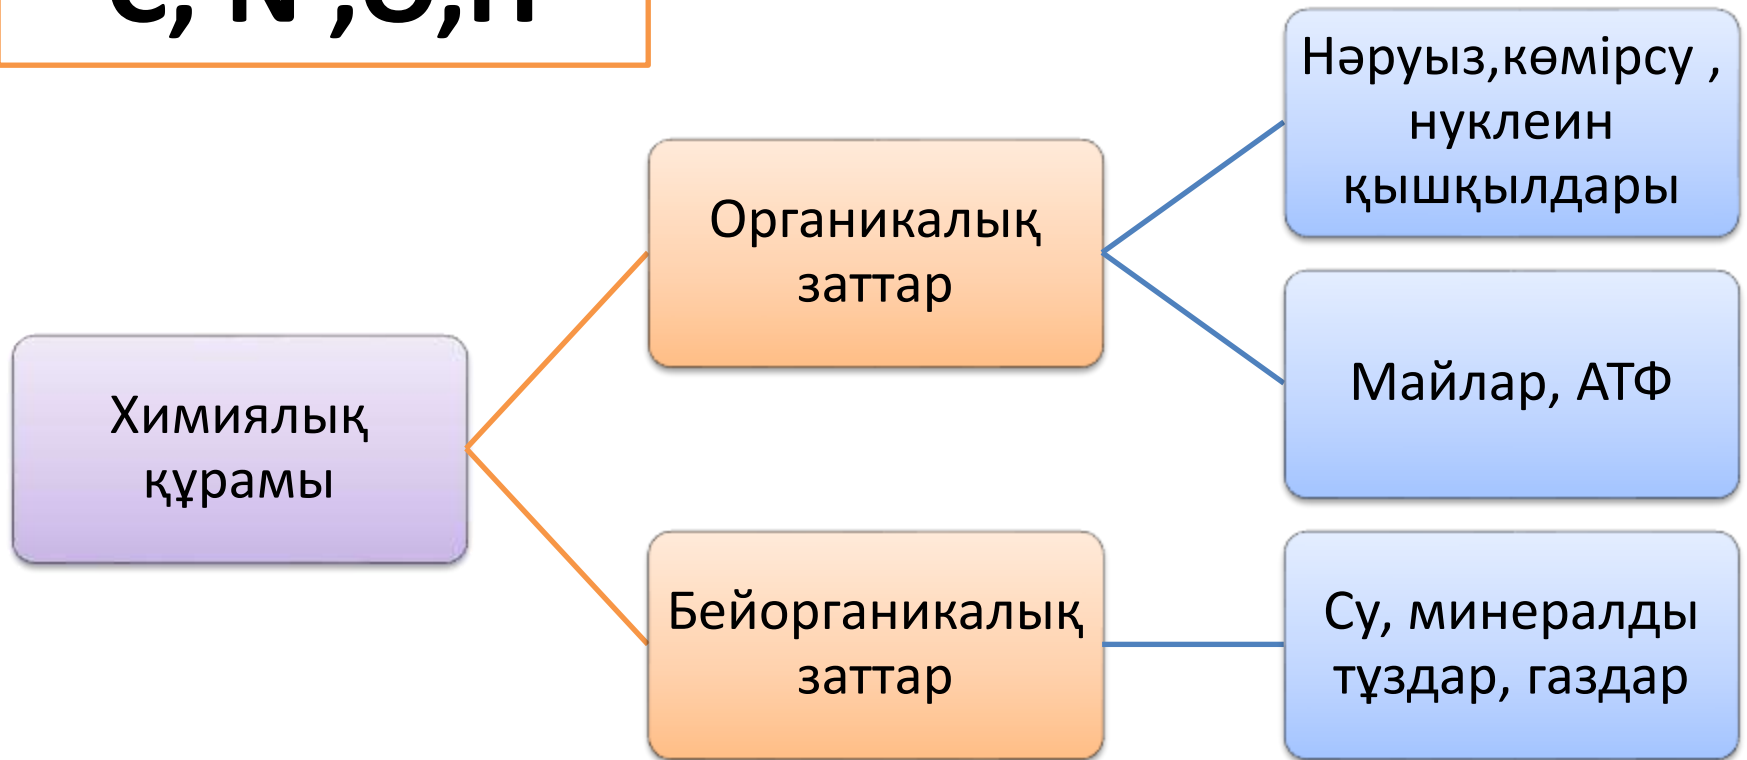 C, N ,O,H
Химиялық
құрамы
Органикалық
заттар
Бейорганикалық
заттар
Нәруыз,көмірсу ,
нуклеин
қышқылдары
Майлар, АТФ
Су, минералды
тұздар, газдар